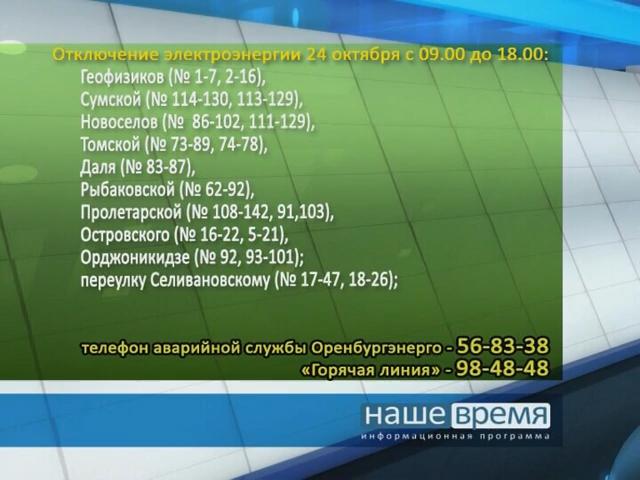 Отключение электроэнергии 24 октября с 09.00 до 18.00:
Геофизиков (№ 1-7, 2-16),
Сумской (№ 114-130, 113-129),
Новоселов (№  86-102, 111-129),
Томской (№ 73-89, 74-78),
Даля (№ 83-87),
Рыбаковской (№ 62-92),
Пролетарской (№ 108-142, 91,103),
Островского (№ 16-22, 5-21),
Орджоникидзе (№ 92, 93-101);
переулку Селивановскому (№ 17-47, 18-26);
телефон аварийной службы Оренбургэнерго - 56-83-38
«Горячая линия» - 98-48-48
наше время
информационная программа